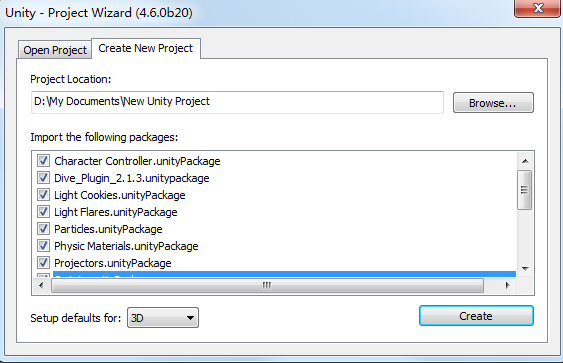 Unity - Project Wizard (4.6.0b20)
Open Project
Create New Project
Project Location:
D:\My Documents\New Unity Project
Browse...
Import the following packages:
Character Controller.unityPackage
Dive_Plugin_2.1.3.unitypackage
Light Cookies.unityPackage
Light Flares.unityPackage
Particles.unityPackage
Physic Materials.unityPackage
Projectors.unityPackage
Setup defaults for:
3D
Create